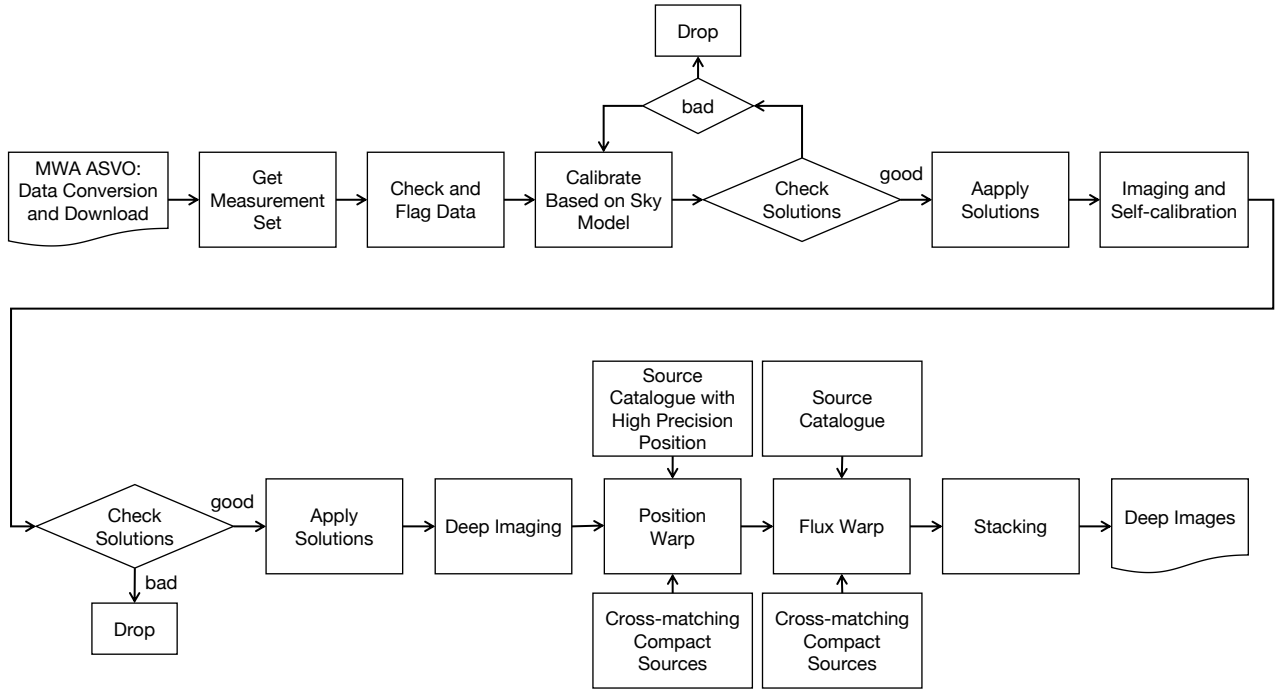 Drop
bad
MWA ASVO:
Data Conversion
and Download
Get
Measurement
Set
Check and
Flag Data
Calibrate
Based on Sky
Model
Check
Solutions
good
Aapply
Solutions
Imaging and
Self-calibration
Source
Catalogue with
High Precision
Position
Source
Catalogue
Check
Solutions
good
bad
Drop
Apply
Solutions
Deep Imaging
Position
Warp
Flux Warp
Stacking
Deep Images
Cross-matching
Compact
Sources
Cross-matching
Compact
Sources